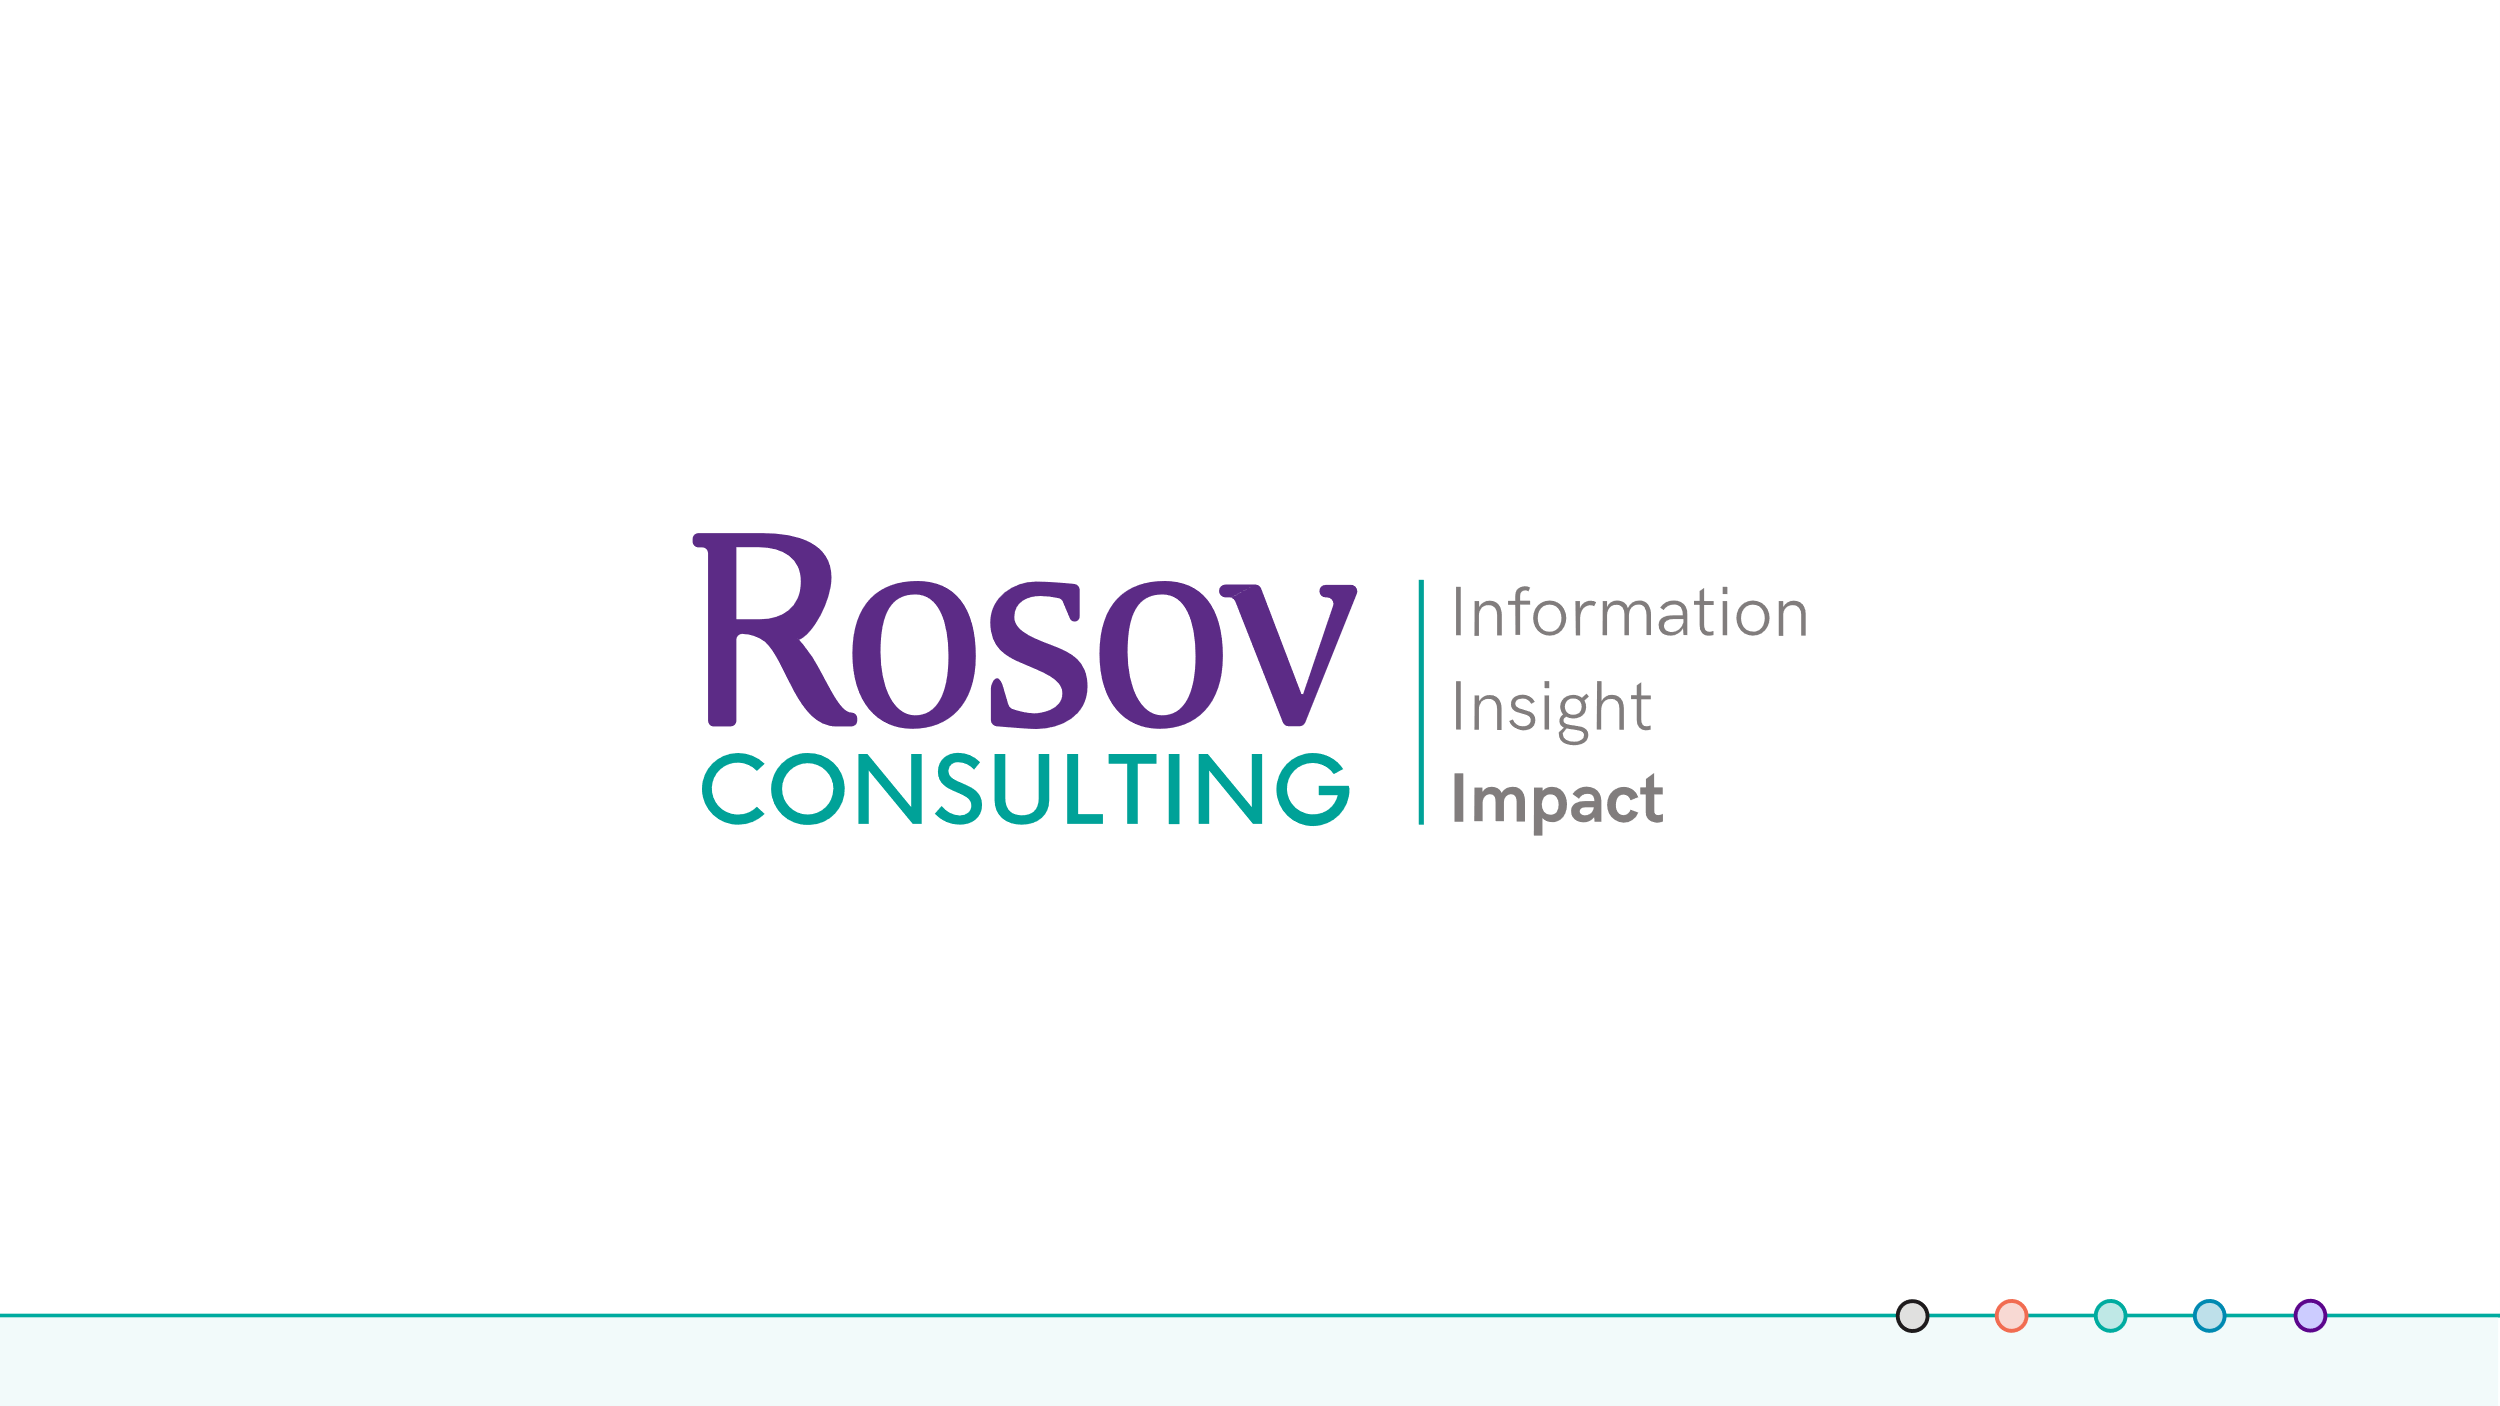 Rosov
CONSULTING
Information
Insight
Impact